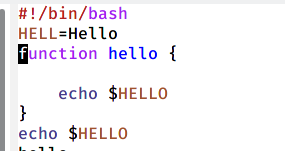 #!/bin/bash
HELL=Hello
function hello {
echo $HELLO
}
echo $HELLO